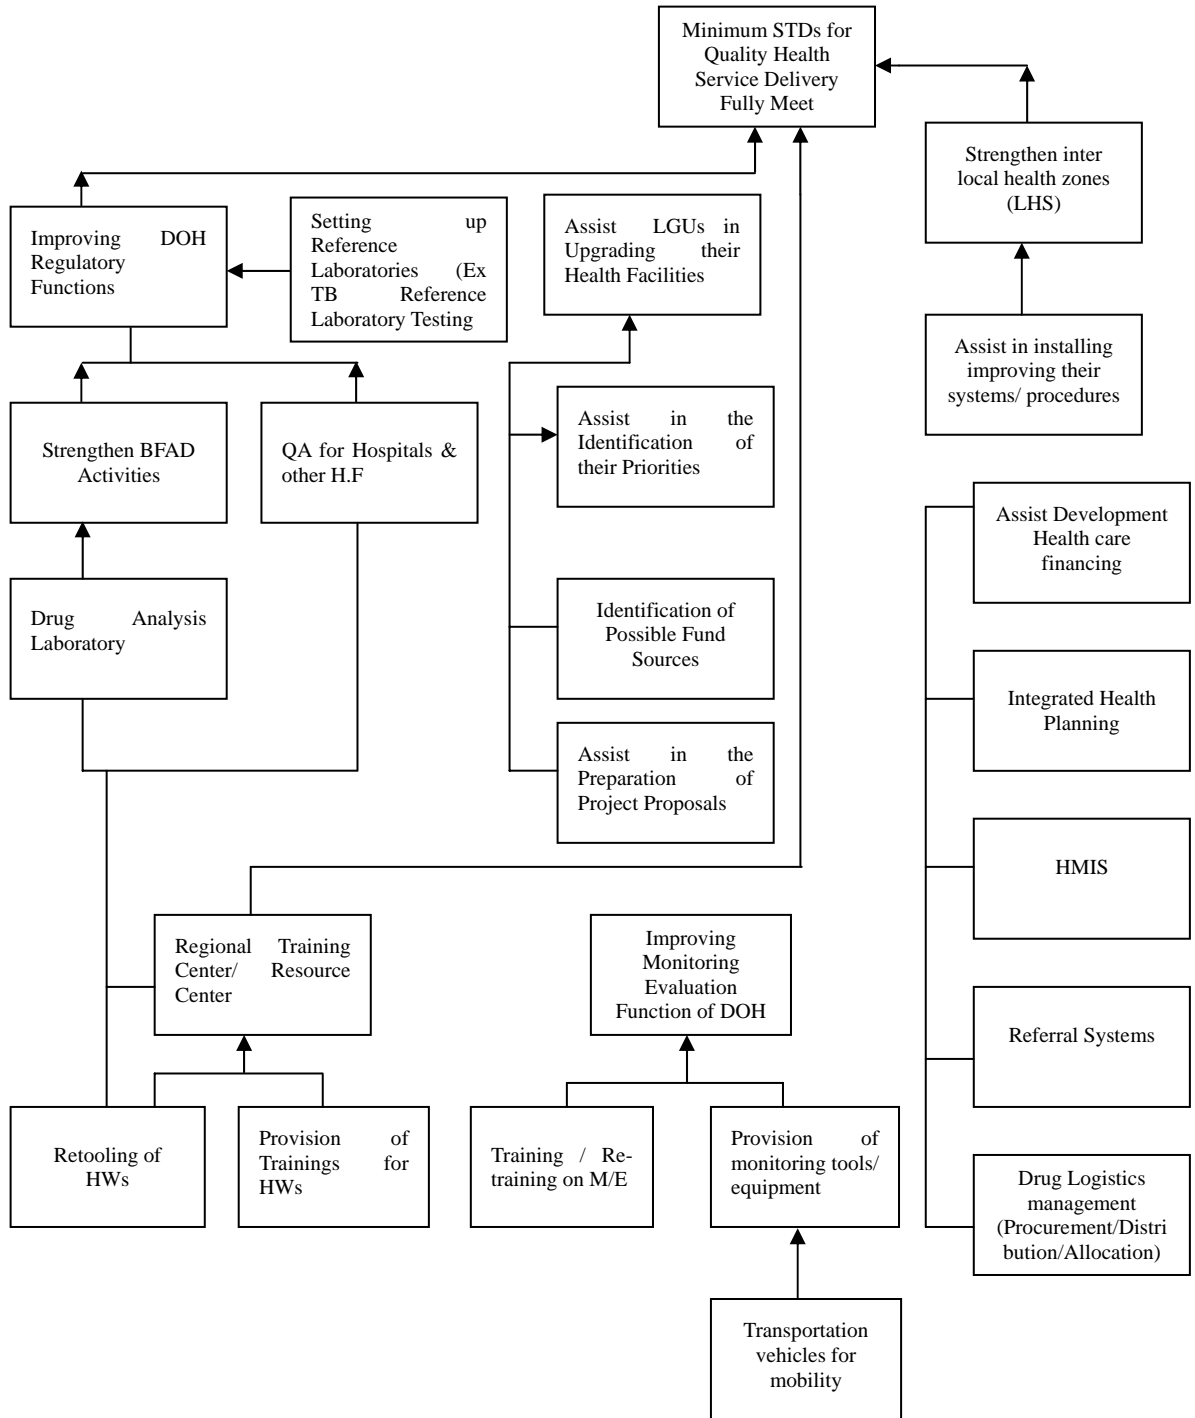 Minimum STDs for
Quality Health
Service Delivery
Fully Meet
Strengthen inter
local health zones
(LHS)
Improving DOH
Regulatory
Functions
Setting up
Reference
Laboratories (Ex
TB Reference
Laboratory Testing
Assist LGUs in
Upgrading their
Health Facilities
Assist in installing
improving their
systems/ procedures
Strengthen BFAD
Activities
QA for Hospitals &
other H.F
Assist in the
Identification of
their Priorities
Assist Development
Health care
financing
Drug Analysis
Laboratory
Identification of
Possible Fund
Sources
Integrated Health
Planning
Assist in the
Preparation of
Project Proposals
HMIS
Regional Training
Center/ Resource
Center
Improving
Monitoring
Evaluation
Function of DOH
Referral Systems
Retooling of
HWs
Provision of
Trainings for
HWs
Training / Re-
training on M/E
Provision of
monitoring tools/
equipment
Drug Logistics
management
(Procurement/Distri
bution/Allocation)
Transportation
vehicles for
mobility